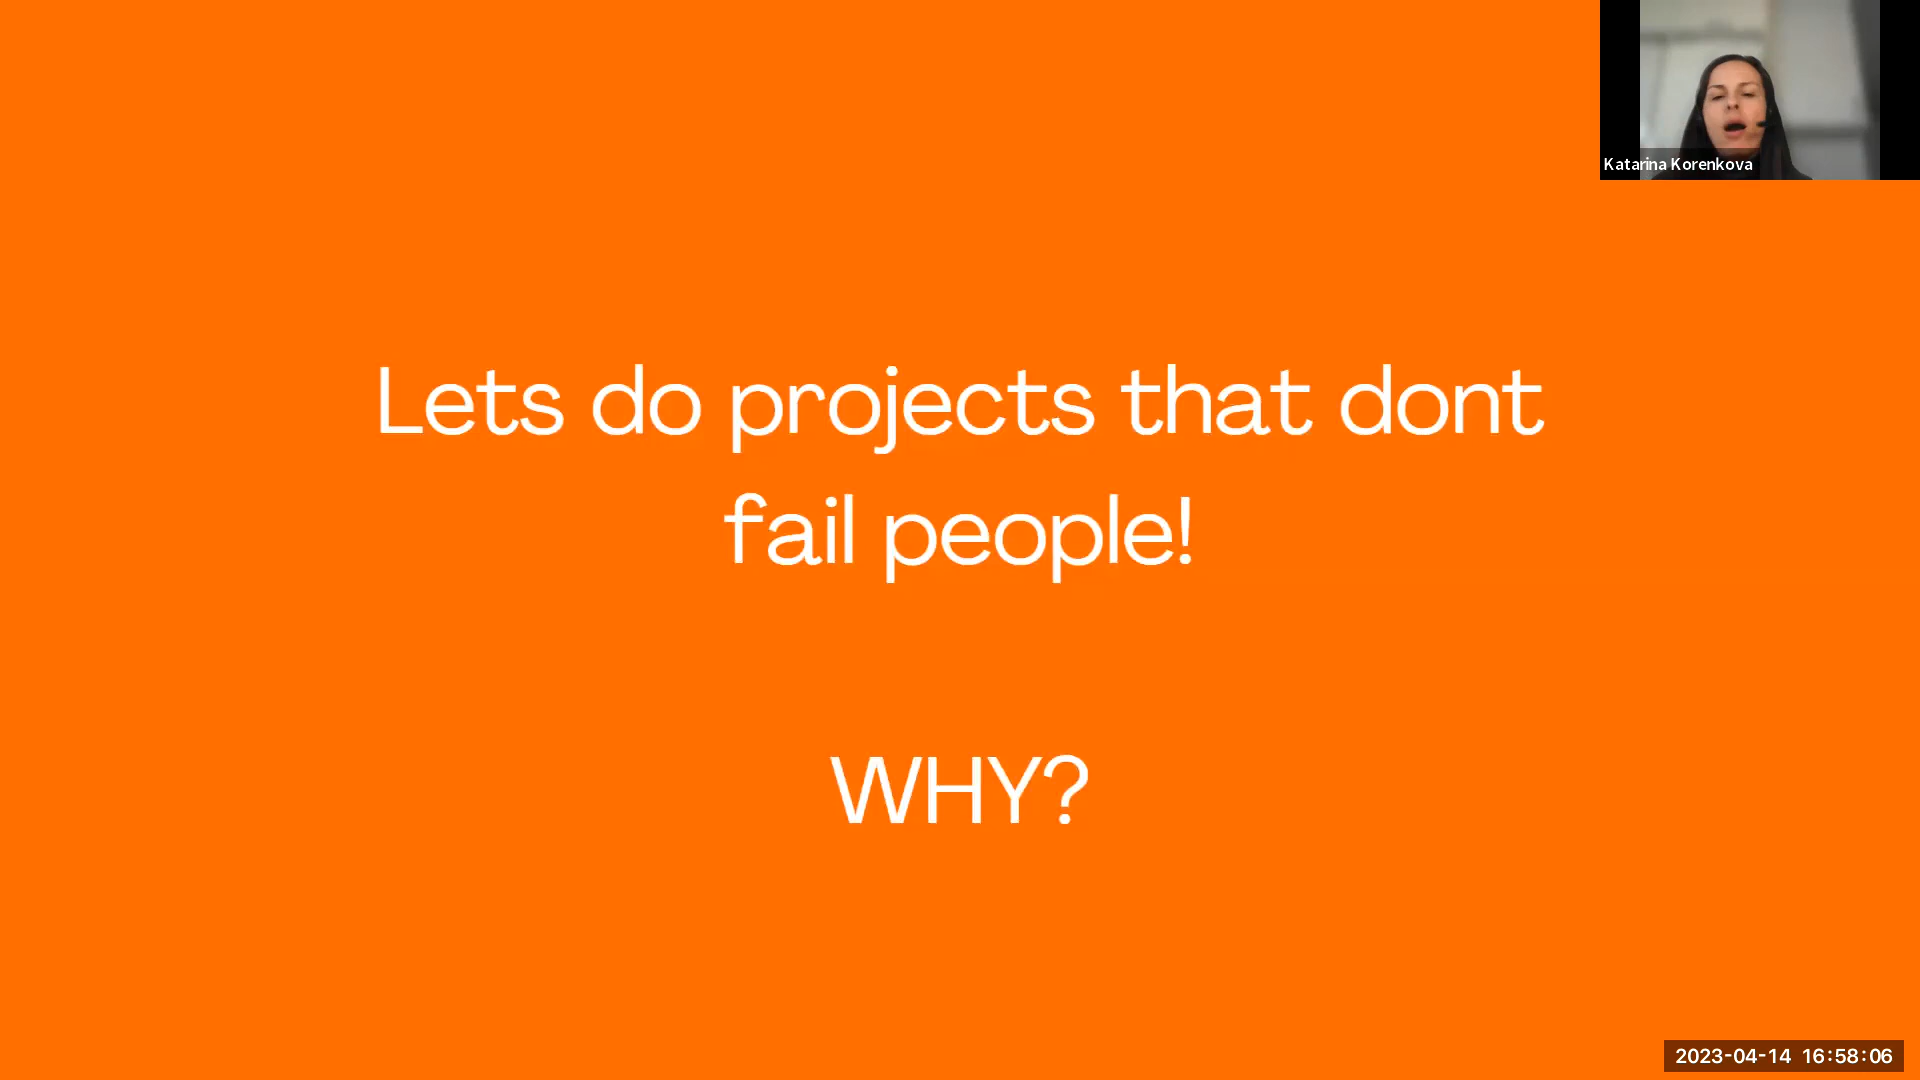 Katarina Korenkova
Lets do projects that dont
fail people!
WHY?
2023-04-14 16:58:06